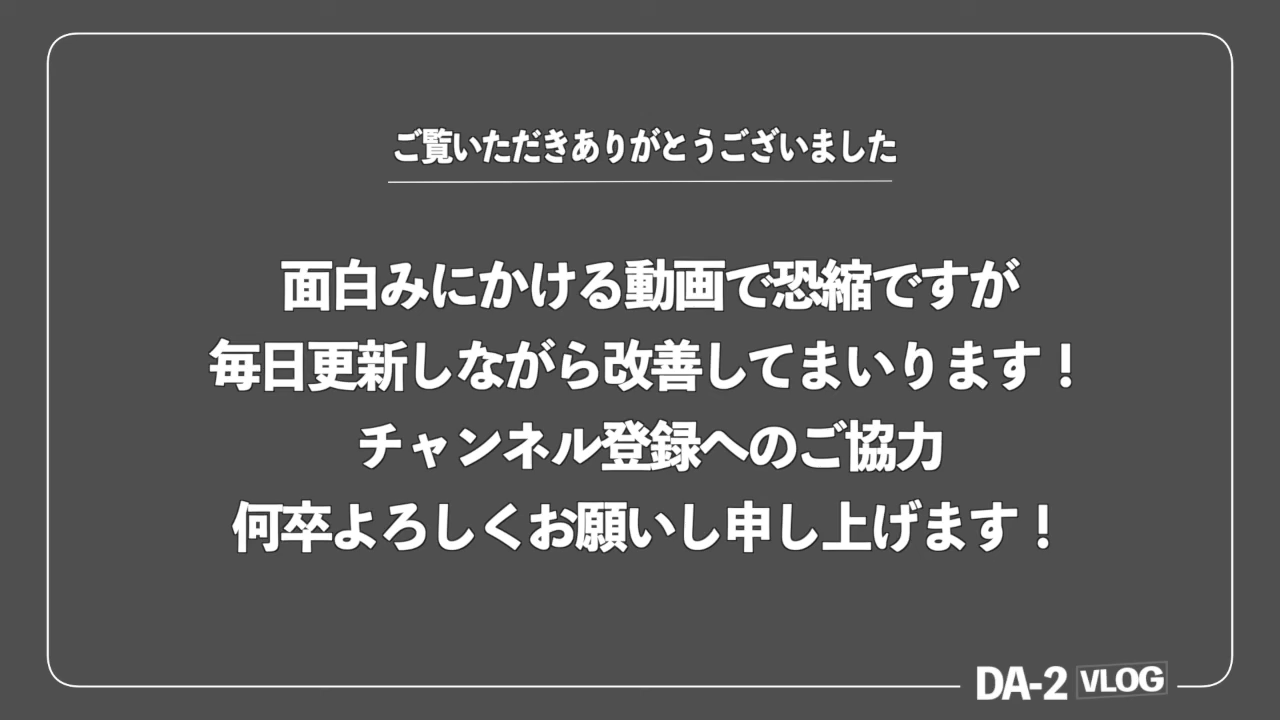 ご覧いただきありがとうございました
面白みにかける動画で恐縮ですが
毎日更新しながら改善してまいります！
チャンネル登録へのご協力
何卒よろしくお願いし申し上げます！
DA-2 VLOG